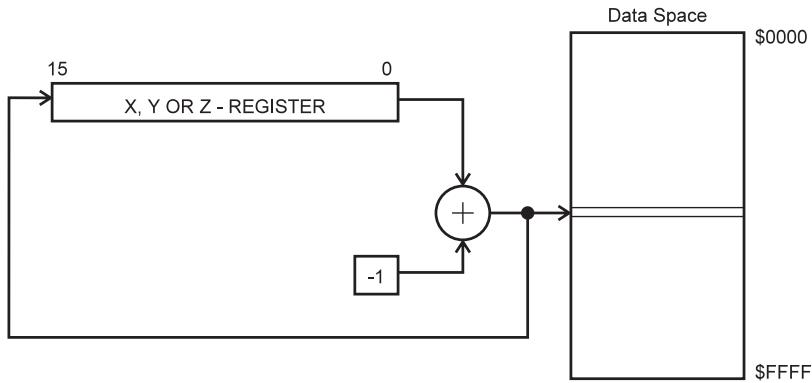 Data Space
$0000
15 0
X, Y OR Z - REGISTER
+
-1
$FFFF